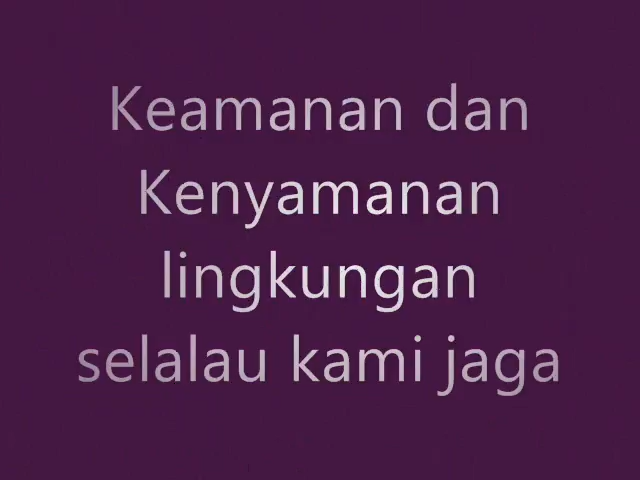 Keamanan dan
Kenyamanan
lingkungan
selalau kami jaga